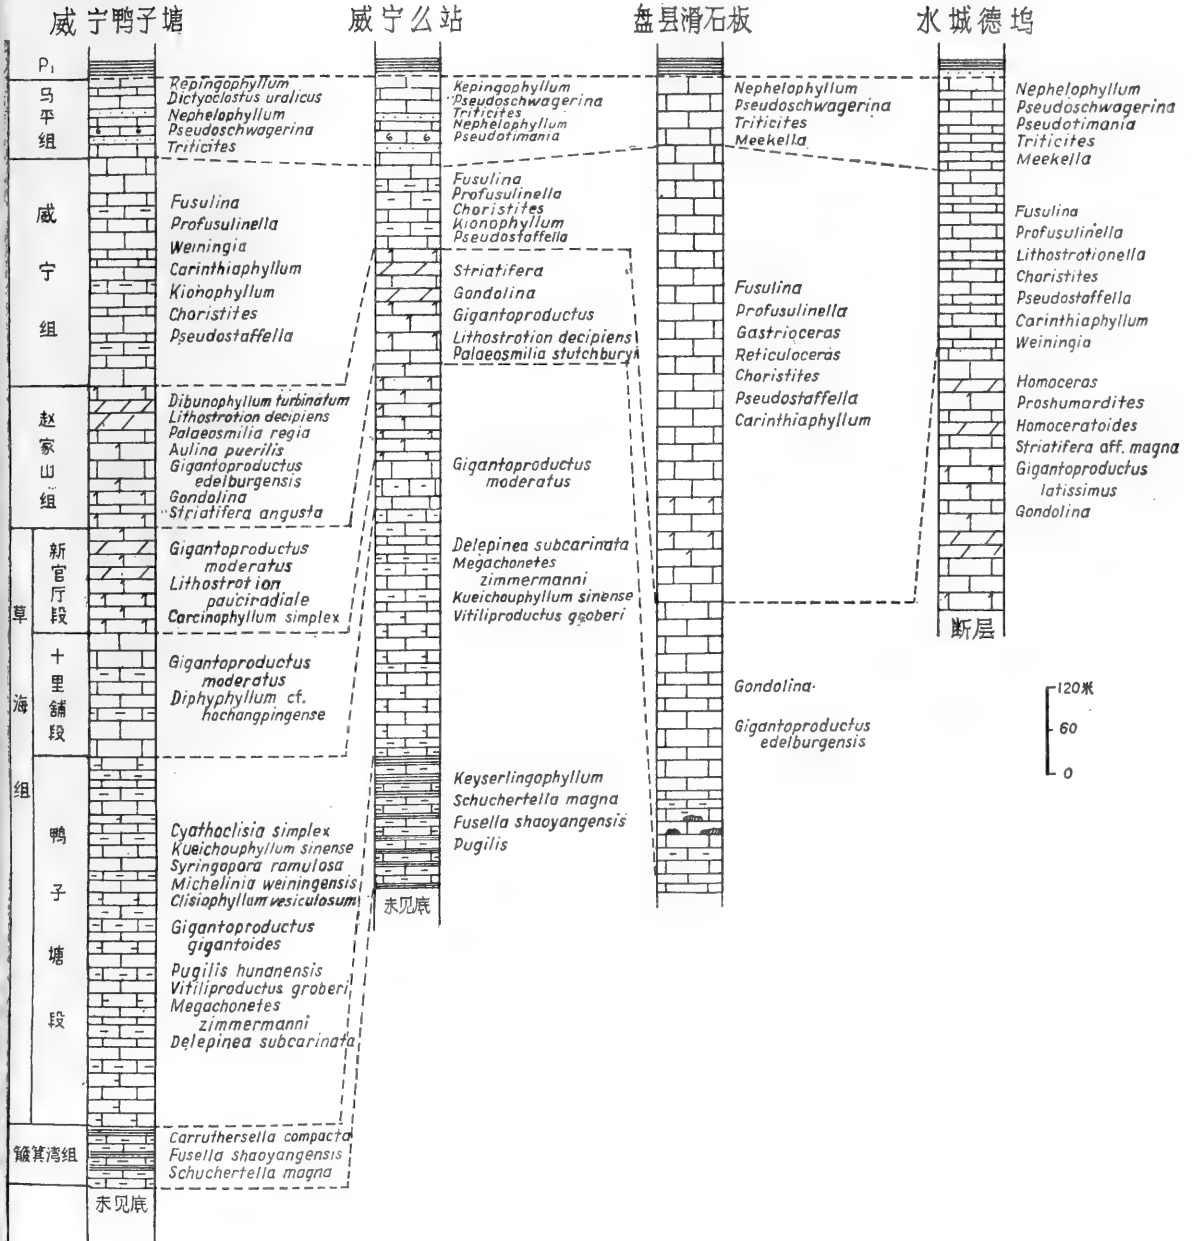 威宁鸭子塘
威宁么站
盘县滑石板
水城德坞
P₁
马平组
威宁组
赵家山组
草海组
新官厅段
十里舖段
鸭子塘段
簸箕湾组
Kepingophyllum
Dictyoclostus uralicus
Nephelophyllum
Pseudoschwagerina
Triticites
Fusulina
Profusulinella
Weiningia
Carinthiaphyllum
Kionophyllum
Choristites
Pseudostaffella
Dibunophyllum turbinatum
Lithostrotion decipiens
Palaeosmilia regia
Aulina puerilis
Gigantoproductus
edelburgensis
Gondolina
Striatifera angusta
Gigantoproductus
moderatus
Lithostrotion
pauciradiale
Carcinophyllum simplex
Gigantoproductus
moderatus
Diphyphyllum cf.
hochangpingense
Cyathoclisia simplex
Kueichouphyllum sinense
Syringopora ramulosa
Michelinia weiningensis
Clisiophyllum vesiculosum
Gigantoproductus
gigantoides
Pugilis hunanensis
Vitiliproductus groberi
Megachonetes
zimmermanni
Delepinea subcarinata
Carruthersella compacta
Fusella shaoyangensis
Schuchertella magna
未见底
Kepingophyllum
Pseudoschwagerina
Triticites
Nephelophyllum
Pseudotimania
Fusulina
Profusulinella
Choristites
Kionophyllum
Pseudostaffella
Striatifera
Gondolina
Gigantoproductus
Lithostrotion decipiens
Palaeosmilia stutchburyi
Gigantoproductus
moderatus
Delepinea subcarinata
Megachonetes
zimmermanni
Kueichouphyllum sinense
Vitiliproductus groberi
Keyserlingophyllum
Schuchertella magna
Fusella shaoyangensis
Pugilis
未见底
Nephelophyllum
Pseudoschwagerina
Triticites
Meekella
Fusulina
Profusulinella
Gastrioceras
Reticuloceras
Choristites
Pseudostaffella
Carinthiaphyllum
Gondolina
Gigantoproductus
edelburgensis
Nephelophyllum
Pseudoschwagerina
Pseudotimania
Triticites
Meekella
Fusulina
Profusulinella
Lithostrotionella
Choristites
Pseudostaffella
Carinthiaphyllum
Weiningia
Homoceras
Proshumardites
Homoceratoides
Striatifera aff. magna
Gigantoproductus
latissimus
Gondolina
断层
120米
60
0